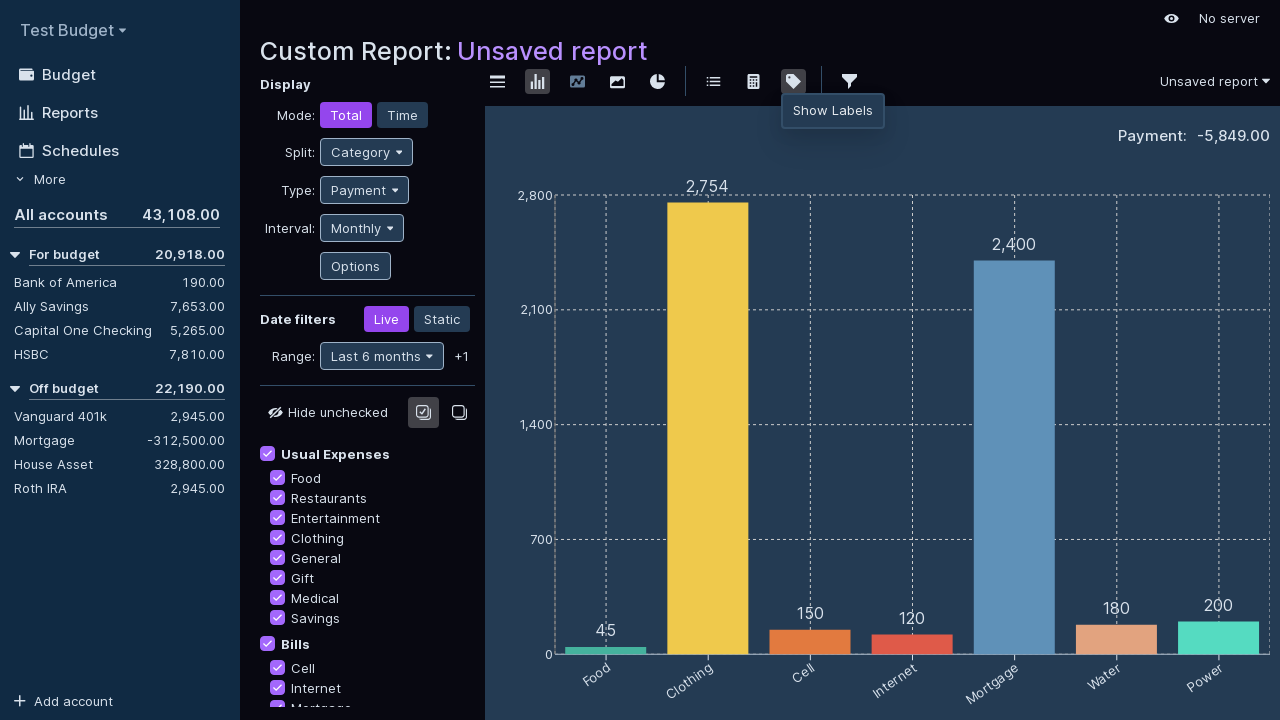 Test Budget
Budget
Reports
Schedules
More
All accounts 43,108.00
For budget 20,918.00
Bank of America 190.00
Ally Savings 7,653.00
Capital One Checking 5,265.00
HSBC 7,810.00
Off budget 22,190.00
Vanguard 401k 2,945.00
Mortgage -312,500.00
House Asset 328,800.00
Roth IRA 2,945.00
Add account
No server
Custom Report: Unsaved report
Display
Mode: Total Time
Split: Category
Type: Payment
Interval: Monthly
Options
Date filters Live Static
Range: Last 6 months +1
Hide unchecked
Usual Expenses
Food
Restaurants
Entertainment
Clothing
General
Gift
Medical
Savings
Bills
Cell
Internet
Mortgage
Unsaved report
Show Labels
Payment: -5,849.00
2,800
2,100
1,400
700
0
45
2,754
150
120
2,400
180
200
Food
Clothing
Cell
Internet
Mortgage
Water
Power